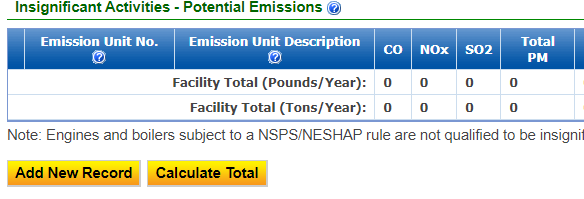 Insignificant Activities - Potential Emissions
Emission Unit No. Emission Unit Description CO NOx SO2 Total PM
Facility Total (Pounds/Year): 0 0 0 0
Facility Total (Tons/Year): 0 0 0 0
Note: Engines and boilers subject to a NSPS/NESHAP rule are not qualified to be insignif
Add New Record Calculate Total